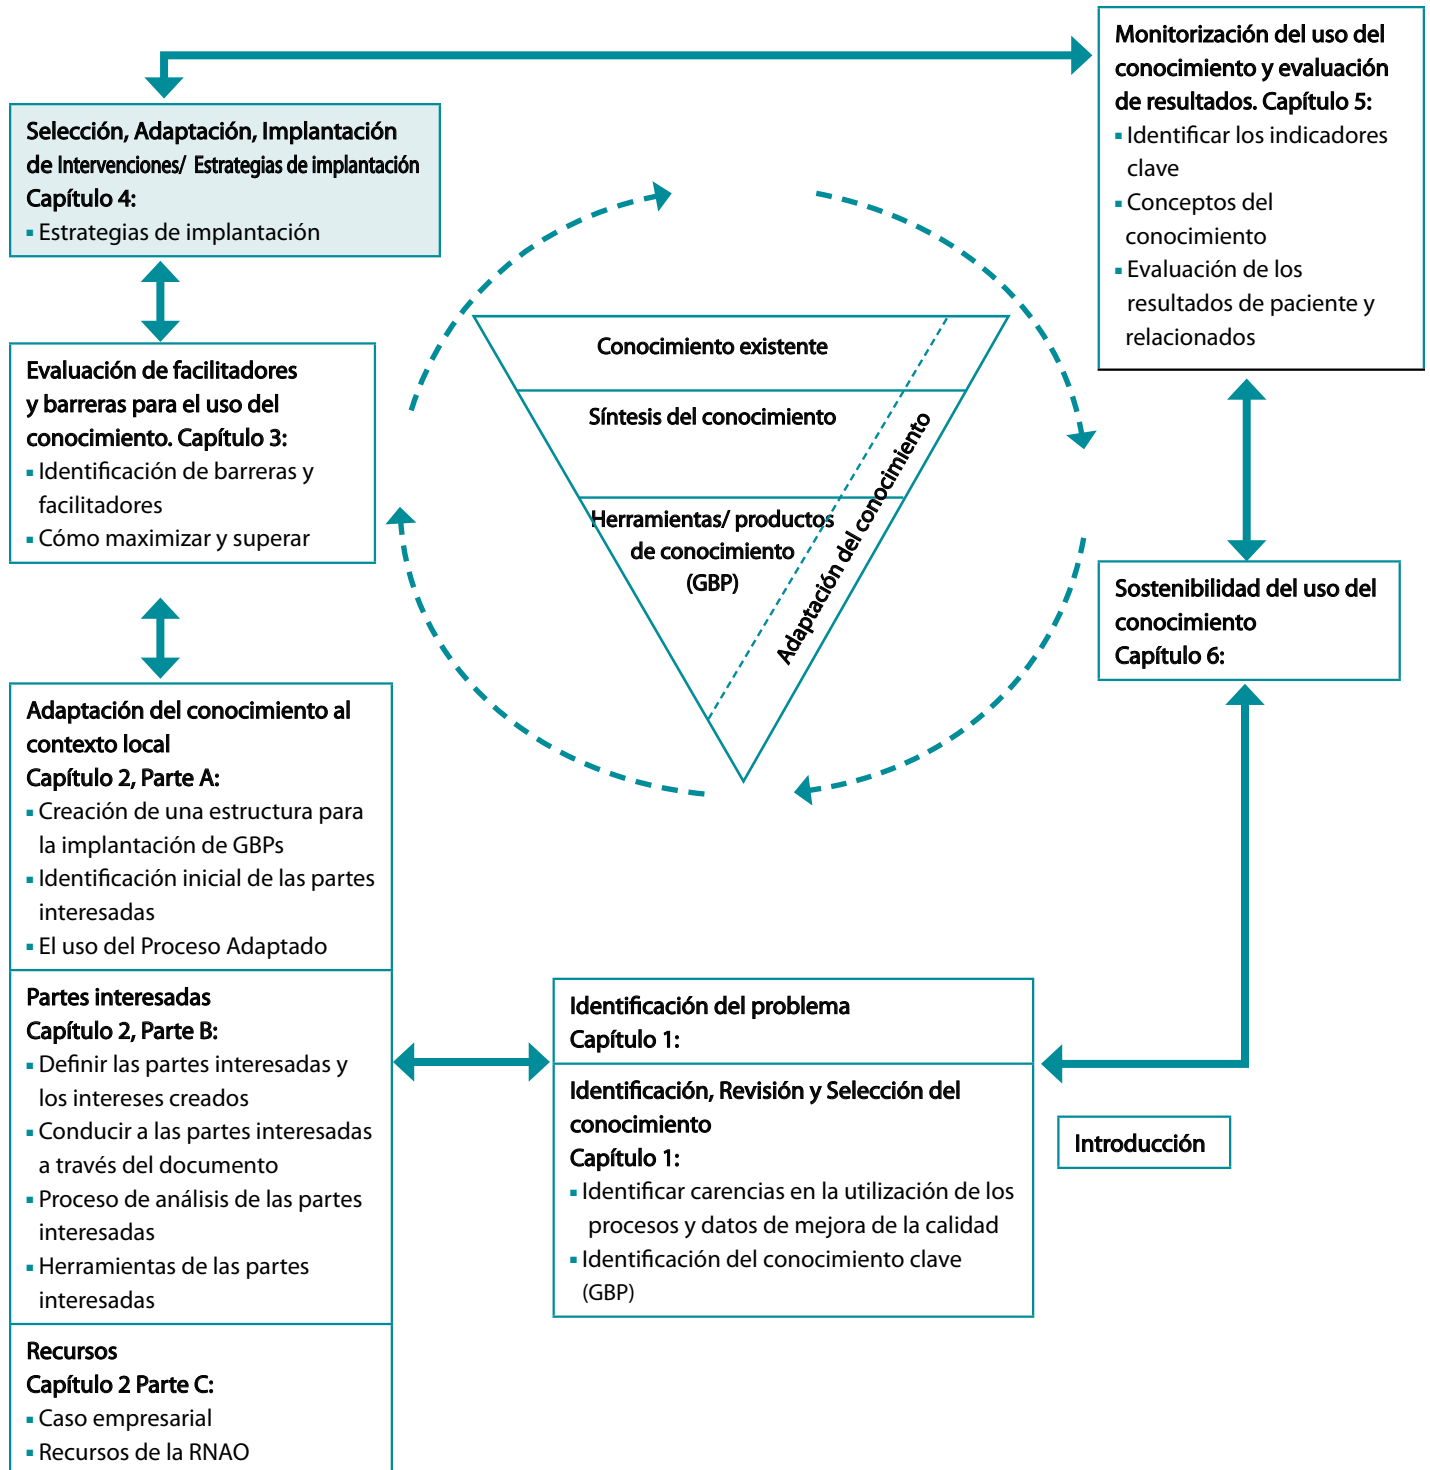 Monitorización del uso del
conocimiento y evaluación
de resultados. Capítulo 5:
▪ Identificar los indicadores
clave
▪ Conceptos del
conocimiento
▪ Evaluación de los
resultados de paciente y
relacionados
Selección, Adaptación, Implantación
de Intervenciones/ Estrategias de implantación
Capítulo 4:
▪ Estrategias de implantación
Evaluación de facilitadores
y barreras para el uso del
conocimiento. Capítulo 3:
▪ Identificación de barreras y
facilitadores
▪ Cómo maximizar y superar
Conocimiento existente
Síntesis del conocimiento
Herramientas/ productos
de conocimiento
(GBP)
Adaptación del conocimiento
Sostenibilidad del uso del
conocimiento
Capítulo 6:
Adaptación del conocimiento al
contexto local
Capítulo 2, Parte A:
▪ Creación de una estructura para
la implantación de GBPs
▪ Identificación inicial de las partes
interesadas
▪ El uso del Proceso Adaptado
Partes interesadas
Capítulo 2, Parte B:
▪ Definir las partes interesadas y
los intereses creados
▪ Conducir a las partes interesadas
a través del documento
▪ Proceso de análisis de las partes
interesadas
▪ Herramientas de las partes
interesadas
Recursos
Capítulo 2 Parte C:
▪ Caso empresarial
▪ Recursos de la RNAO
Identificación del problema
Capítulo 1:
Identificación, Revisión y Selección del
conocimiento
Capítulo 1:
▪ Identificar carencias en la utilización de los
procesos y datos de mejora de la calidad
▪ Identificación del conocimiento clave
(GBP)
Introducción